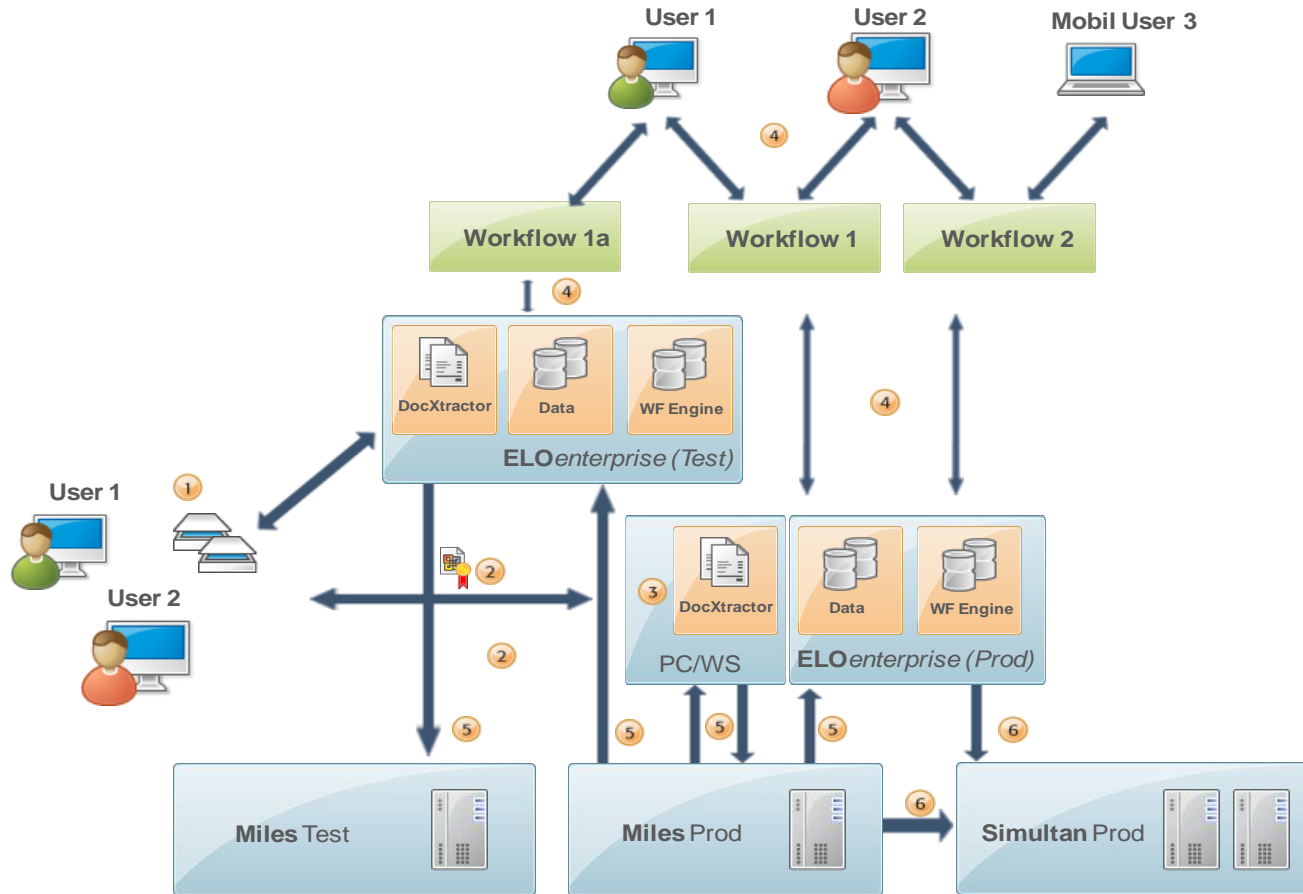 User 1
User 2
Mobil User 3
4
Workflow 1a
Workflow 1
Workflow 2
4
DocXtractor
Data
WF Engine
4
ELOenterprise (Test)
1
User 1
2
3
DocXtractor
Data
WF Engine
User 2
2
PC/WS
ELOenterprise (Prod)
5
5
5
5
6
Miles Test
Miles Prod
6
Simultan Prod